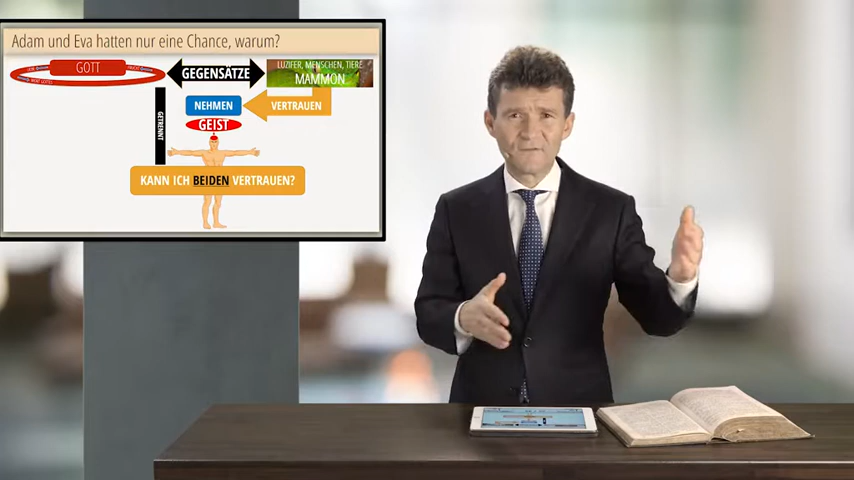 Adam und Eva hatten nur eine Chance, warum?
GOTT
GEGENSÄTZE
LUZIFER, MENSCHEN, TIERE
MAMMON
NEHMEN
VERTRAUEN
GEIST
GETRENNT
KANN ICH BEIDEN VERTRAUEN?